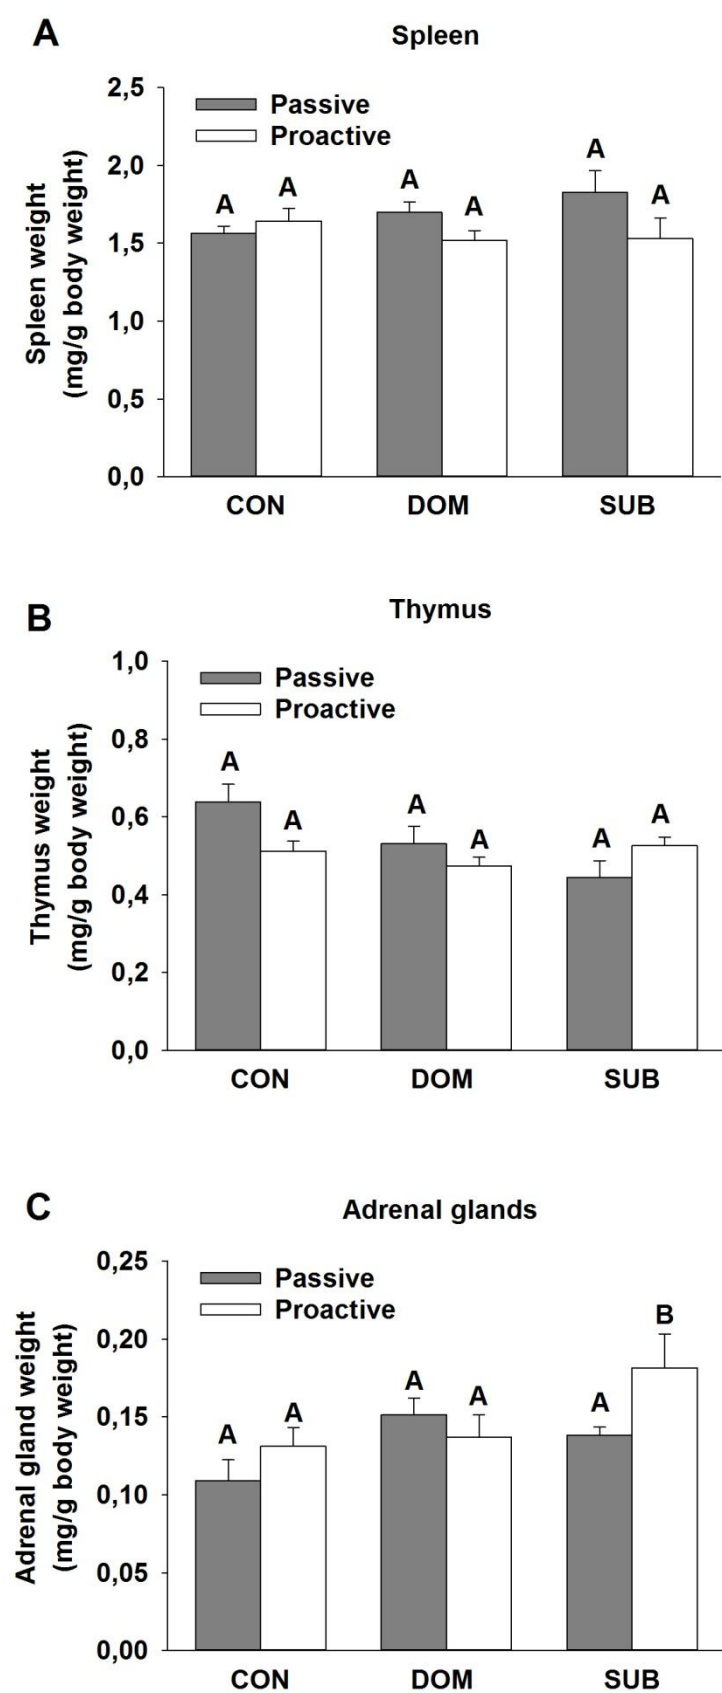 A
Spleen
2,5
Passive
Proactive
2,0
A
A
A
A
A
A
1,5
Spleen weight
(mg/g body weight)
1,0
0,5
0,0
CON
DOM
SUB
B
Thymus
1,0
Passive
Proactive
0,8
A
A
A
A
A
A
0,6
Thymus weight
(mg/g body weight)
0,4
0,2
0,0
CON
DOM
SUB
C
Adrenal glands
0,25
Passive
Proactive
0,20
A
A
A
A
A
B
0,15
Adrenal gland weight
(mg/g body weight)
0,10
0,05
0,00
CON
DOM
SUB